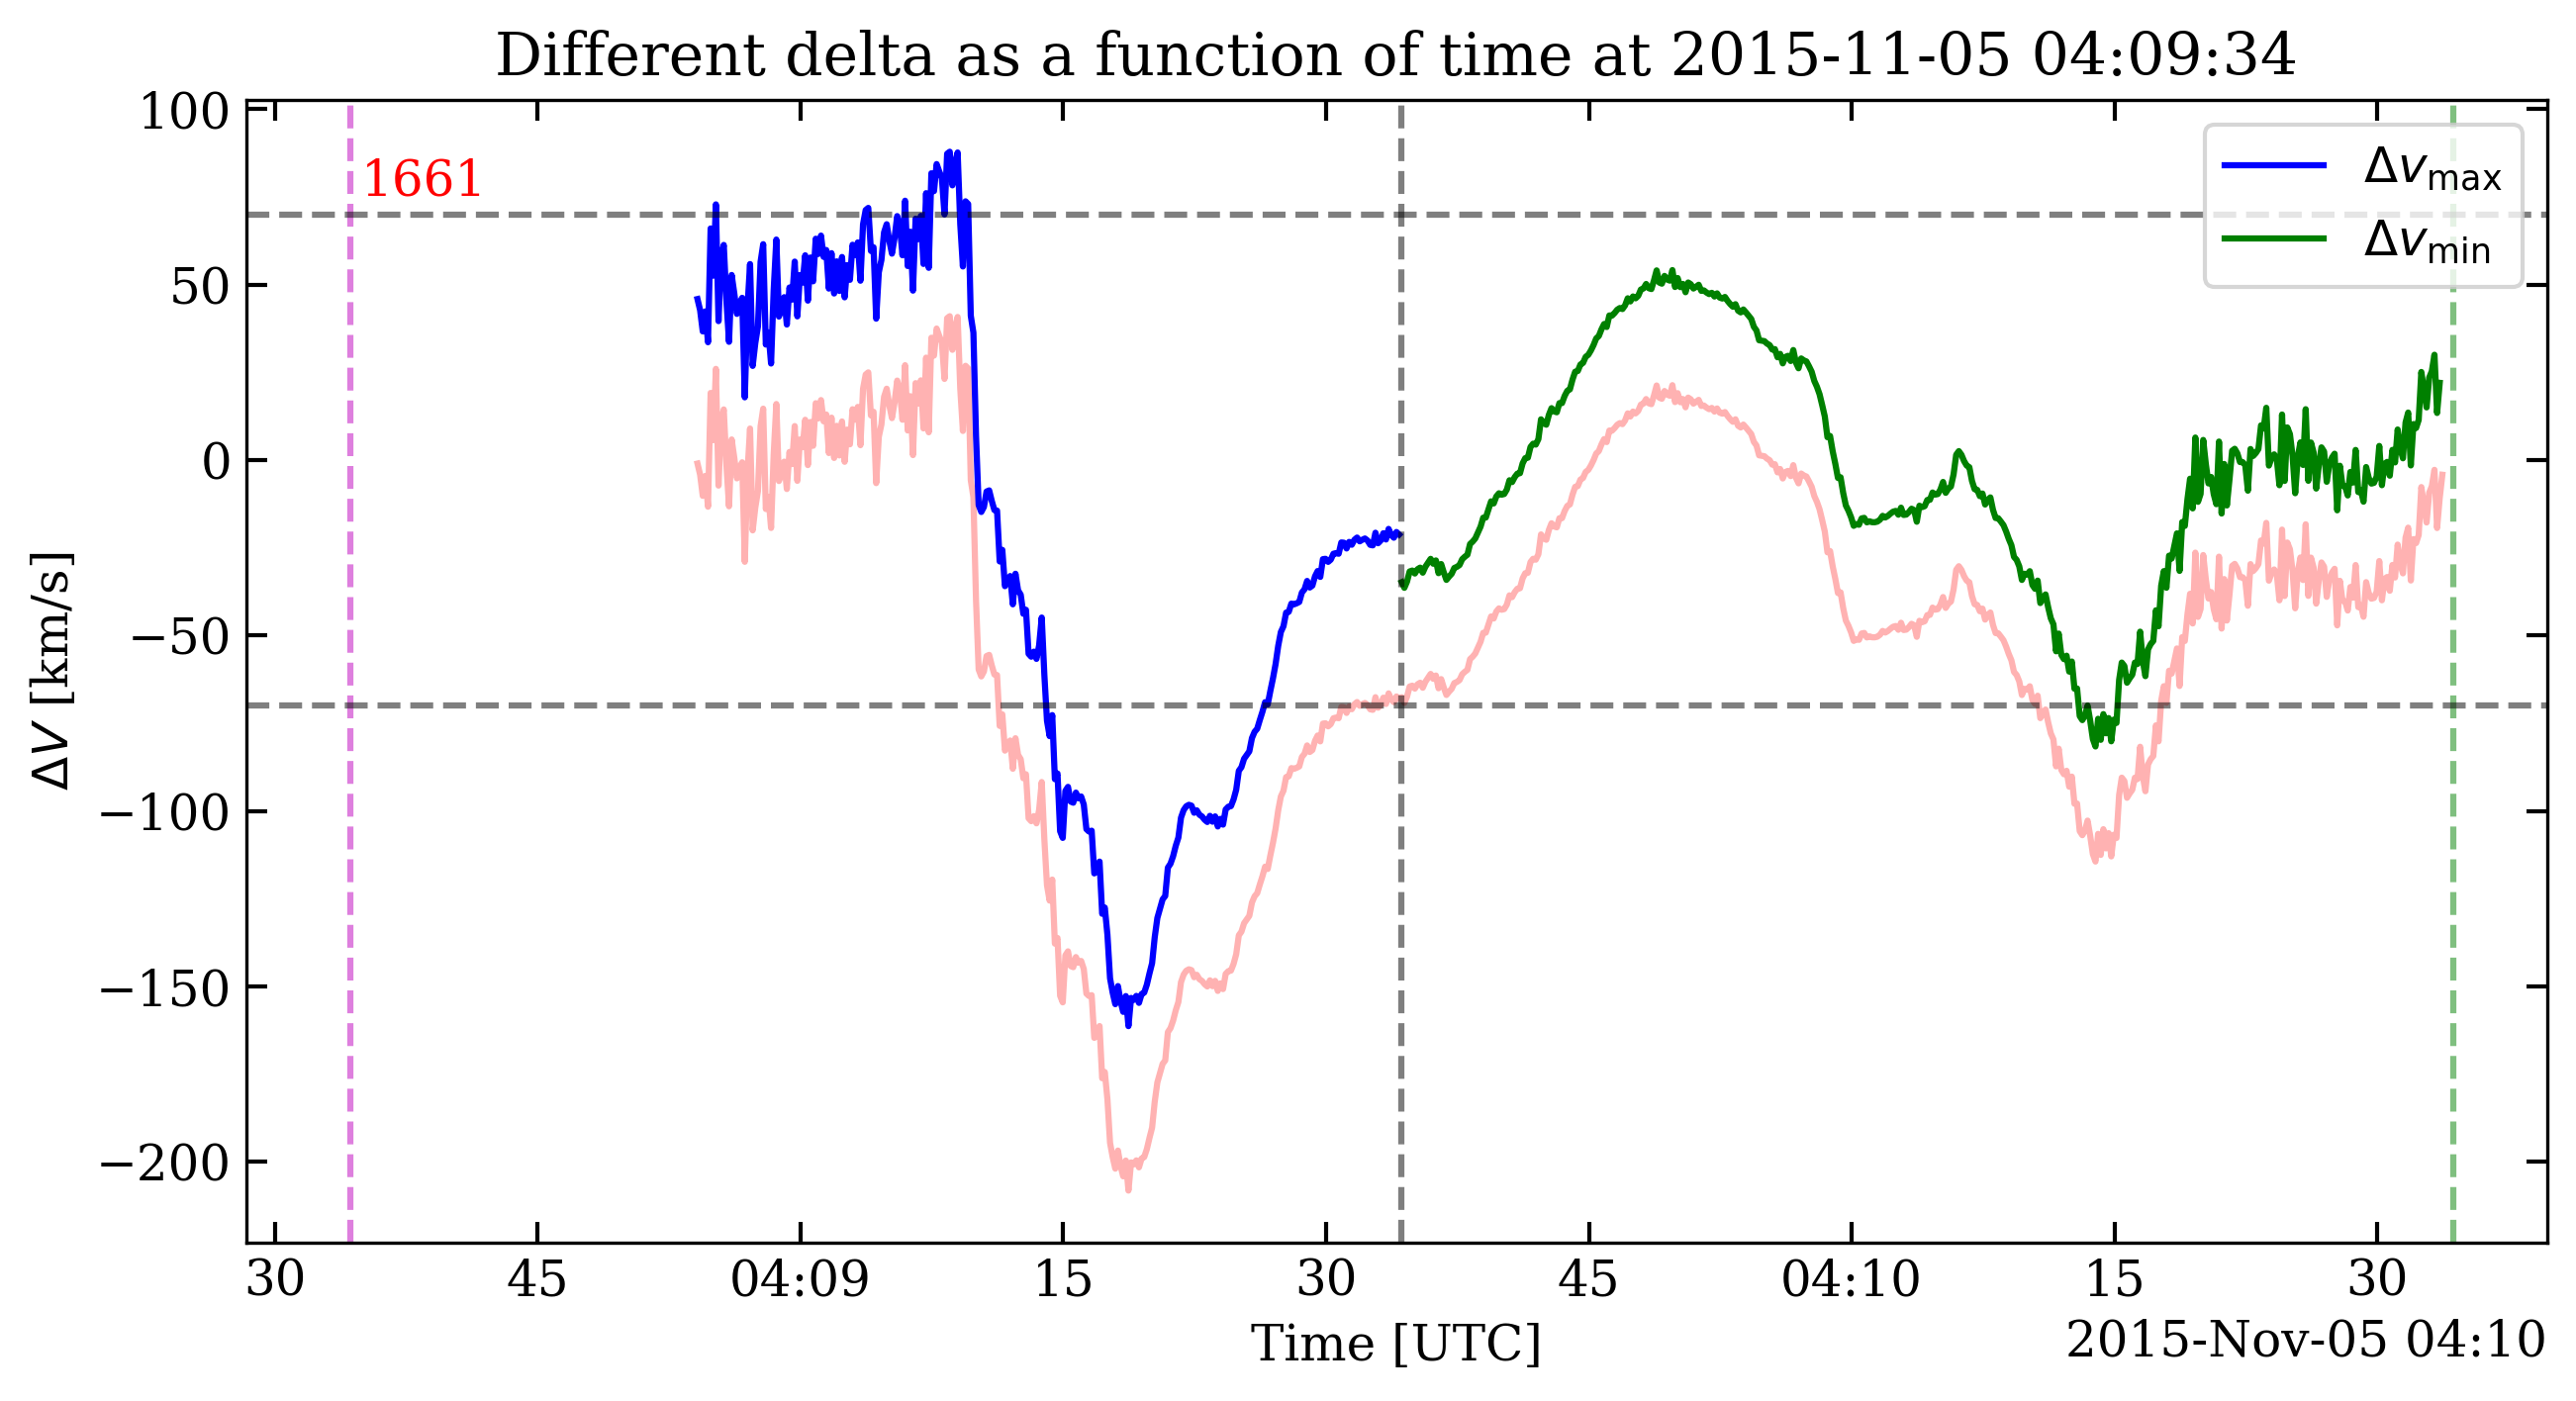 Different delta as a function of time at 2015-11-05 04:09:34
100
50
0
−50
−100
−150
−200
ΔV [km/s]
1661
Δv_max
Δv_min
30 45 04:09 15 30 45 04:10 15 30
Time [UTC]
2015-Nov-05 04:10